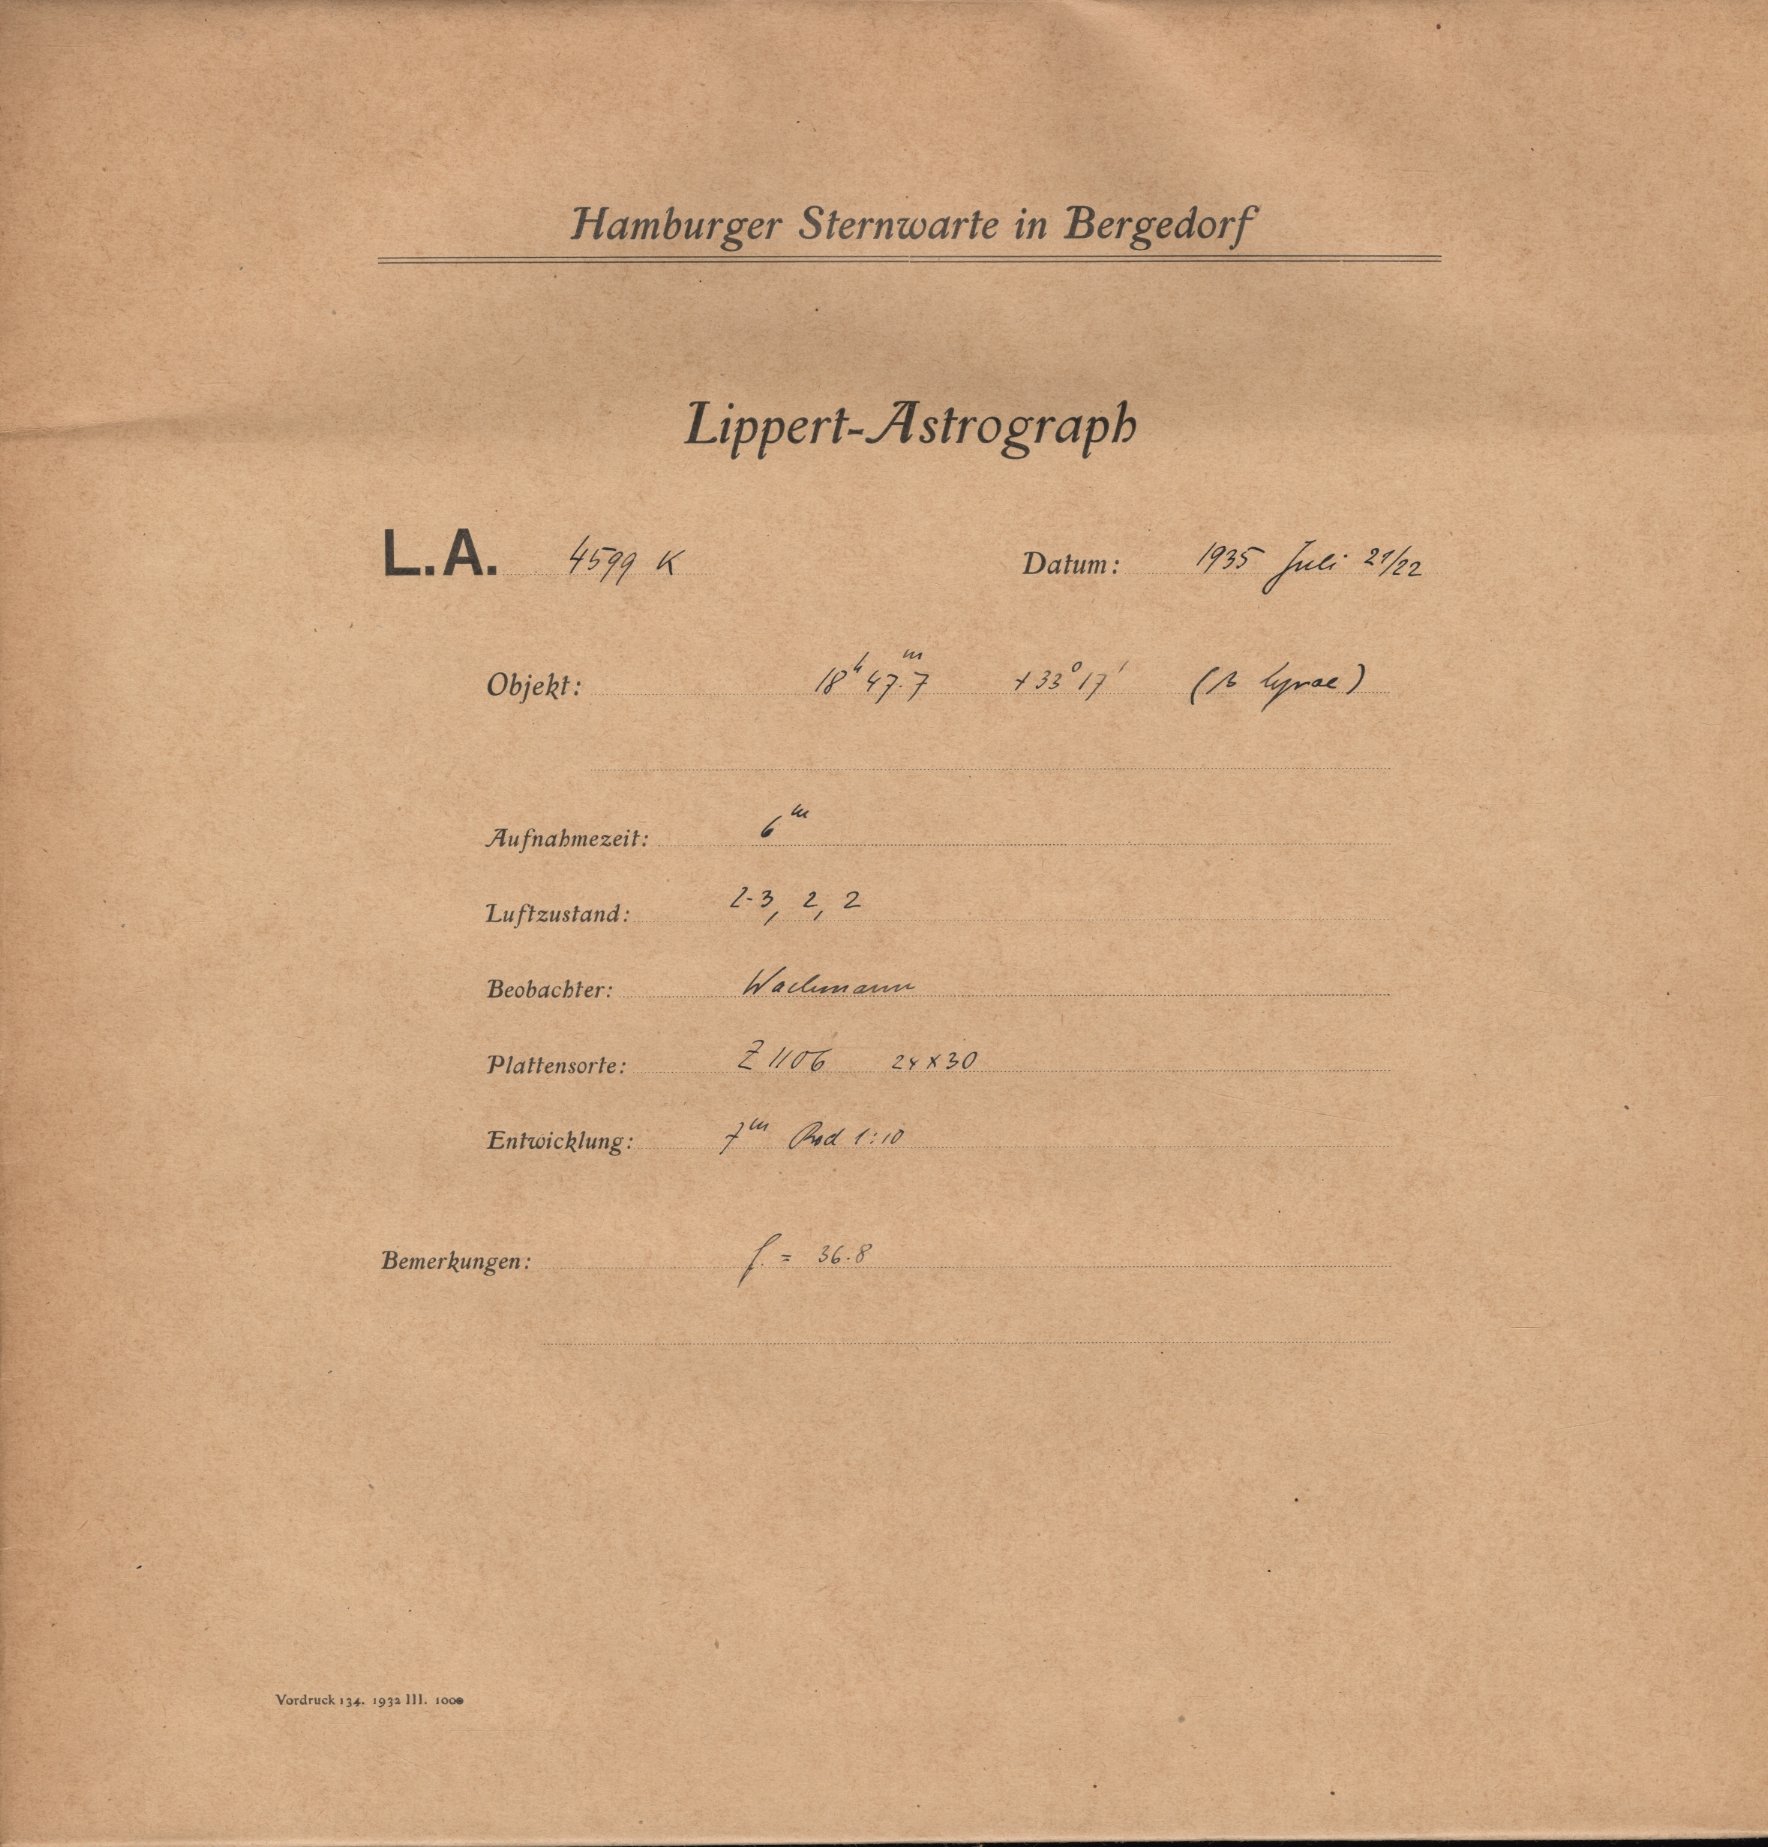 Hamburger Sternwarte in Bergedorf
Lippert-Astrograph
L.A. 4599 K Datum: 1935 Juli 21/22
Objekt: 18h 47m.7 +33° 17' (β Lyrae)
Aufnahmezeit: 6m
Luftzustand: 2-3, 2, 2
Beobachter: Wachmann
Plattensorte: Z 1106 24 x 30
Entwicklung: 7m Rod 1:10
Bemerkungen: f. = 36.8
Vordruck 134. 1932 III. 1000